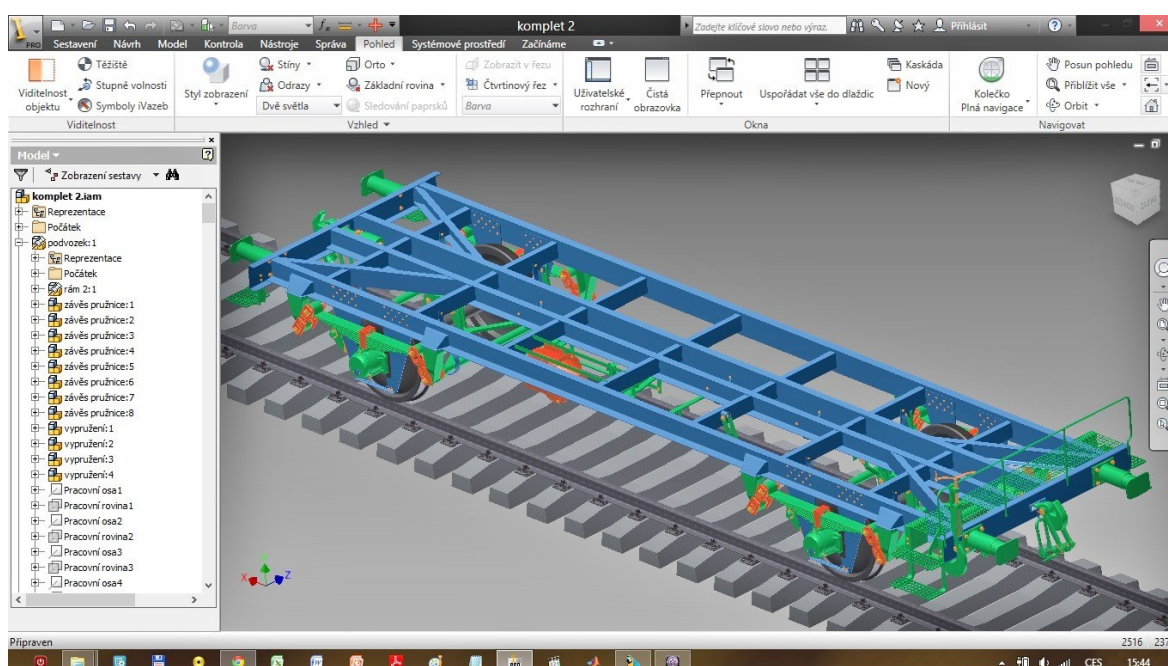 Barva
komplet 2
Zadejte klíčové slovo nebo výraz.
Přihlásit
PRO
Sestavení Návrh Model Kontrola Nástroje Správa Pohled Systémové prostředí Začínáme
Viditelnost objektu
Těžiště
Stupně volnosti
Symboly iVazeb
Viditelnost
Styl zobrazení
Stíny
Odrazy
Dvě světla
Orto
Základní rovina
Sledování paprsků
Zobrazit v řezu
Čtvrtinový řez
Barva
Vzhled
Uživatelské rozhraní
Čistá obrazovka
Přepnout
Uspořádat vše do dlaždic
Kaskáda
Nový
Okna
Kolečko
Plná navigace
Posun pohledu
Přiblížit vše
Orbit
Navigovat
Model
Zobrazení sestavy
komplet 2.iam
Reprezentace
Počátek
podvozek:1
Reprezentace
Počátek
rám 2:1
závěs pružnice:1
závěs pružnice:2
závěs pružnice:3
závěs pružnice:4
závěs pružnice:5
závěs pružnice:6
závěs pružnice:7
závěs pružnice:8
vypružení:1
vypružení:2
vypružení:3
vypružení:4
Pracovní osa1
Pracovní rovina1
Pracovní osa2
Pracovní rovina2
Pracovní osa3
Pracovní rovina3
Pracovní osa4
X
Z
Připraven
2516 237
CES
15:44